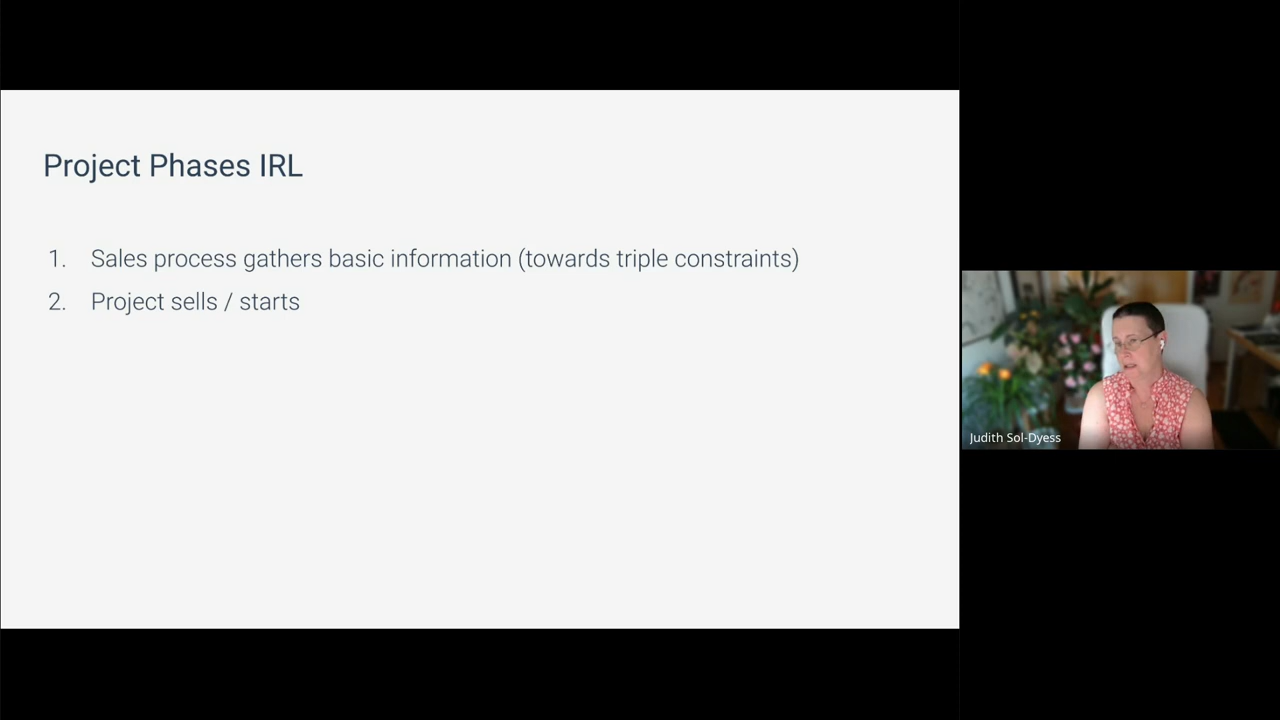 Project Phases IRL
1. Sales process gathers basic information (towards triple constraints)
2. Project sells / starts
Judith Sol-Dyess